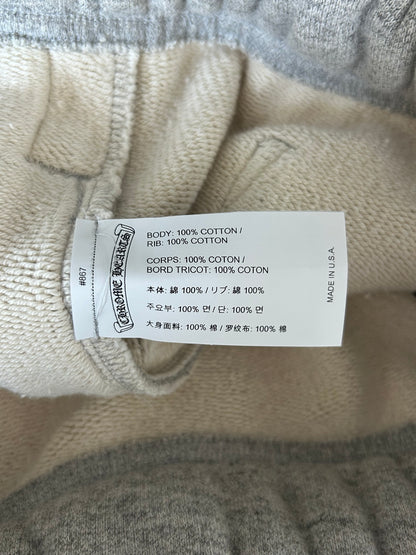 BODY: 100% COTTON /
RIB: 100% COTTON
CORPS: 100% COTTON /
BORD TRICOT: 100% COTON
本体: 綿 100% / リブ: 綿 100%
주요부: 100% 면 / 단: 100% 면
大身面料: 100% 棉 / 罗纹布: 100% 棉
#867
CHROME HEARTS
MADE IN U.S.A.